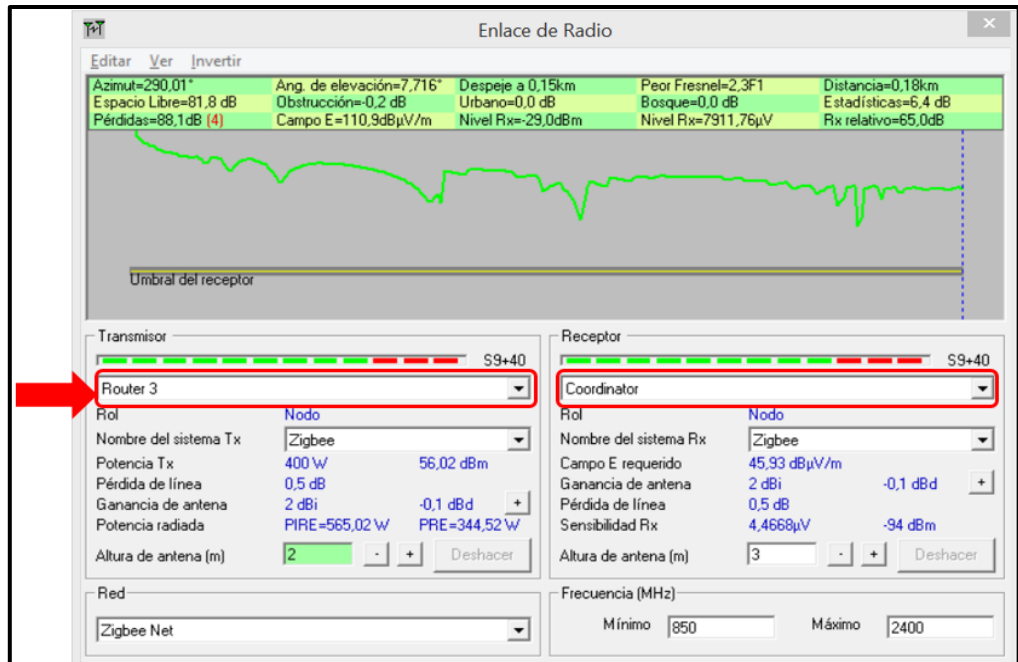 Enlace de Radio
Editar Ver Invertir
Azimut=290,01° Ang. de elevación=7,716° Despeje a 0,15km Peor Fresnel=2,3F1 Distancia=0,18km
Espacio Libre=81,8 dB Obstrucción=-0,2 dB Urbano=0,0 dB Bosque=0,0 dB Estadísticas=6,4 dB
Pérdidas=88,1dB (4) Campo E=110,9dBµV/m Nivel Rx=-29,0dBm Nivel Rx=7911,76µV Rx relativo=65,0dB
Umbral del receptor
Transmisor
S9+40
Router 3
Rol Nodo
Nombre del sistema Tx Zigbee
Potencia Tx 400 W 56,02 dBm
Pérdida de línea 0,5 dB
Ganancia de antena 2 dBi -0,1 dBd +
Potencia radiada PIRE=565,02 W PRE=344,52 W
Altura de antena (m) 2 - + Deshacer
Receptor
S9+40
Coordinator
Rol Nodo
Nombre del sistema Rx Zigbee
Campo E requerido 45,93 dBµV/m
Ganancia de antena 2 dBi -0,1 dBd +
Pérdida de línea 0,5 dB
Sensibilidad Rx 4,4668µV -94 dBm
Altura de antena (m) 3 - + Deshacer
Red
Zigbee Net
Frecuencia (MHz)
Mínimo 850 Máximo 2400